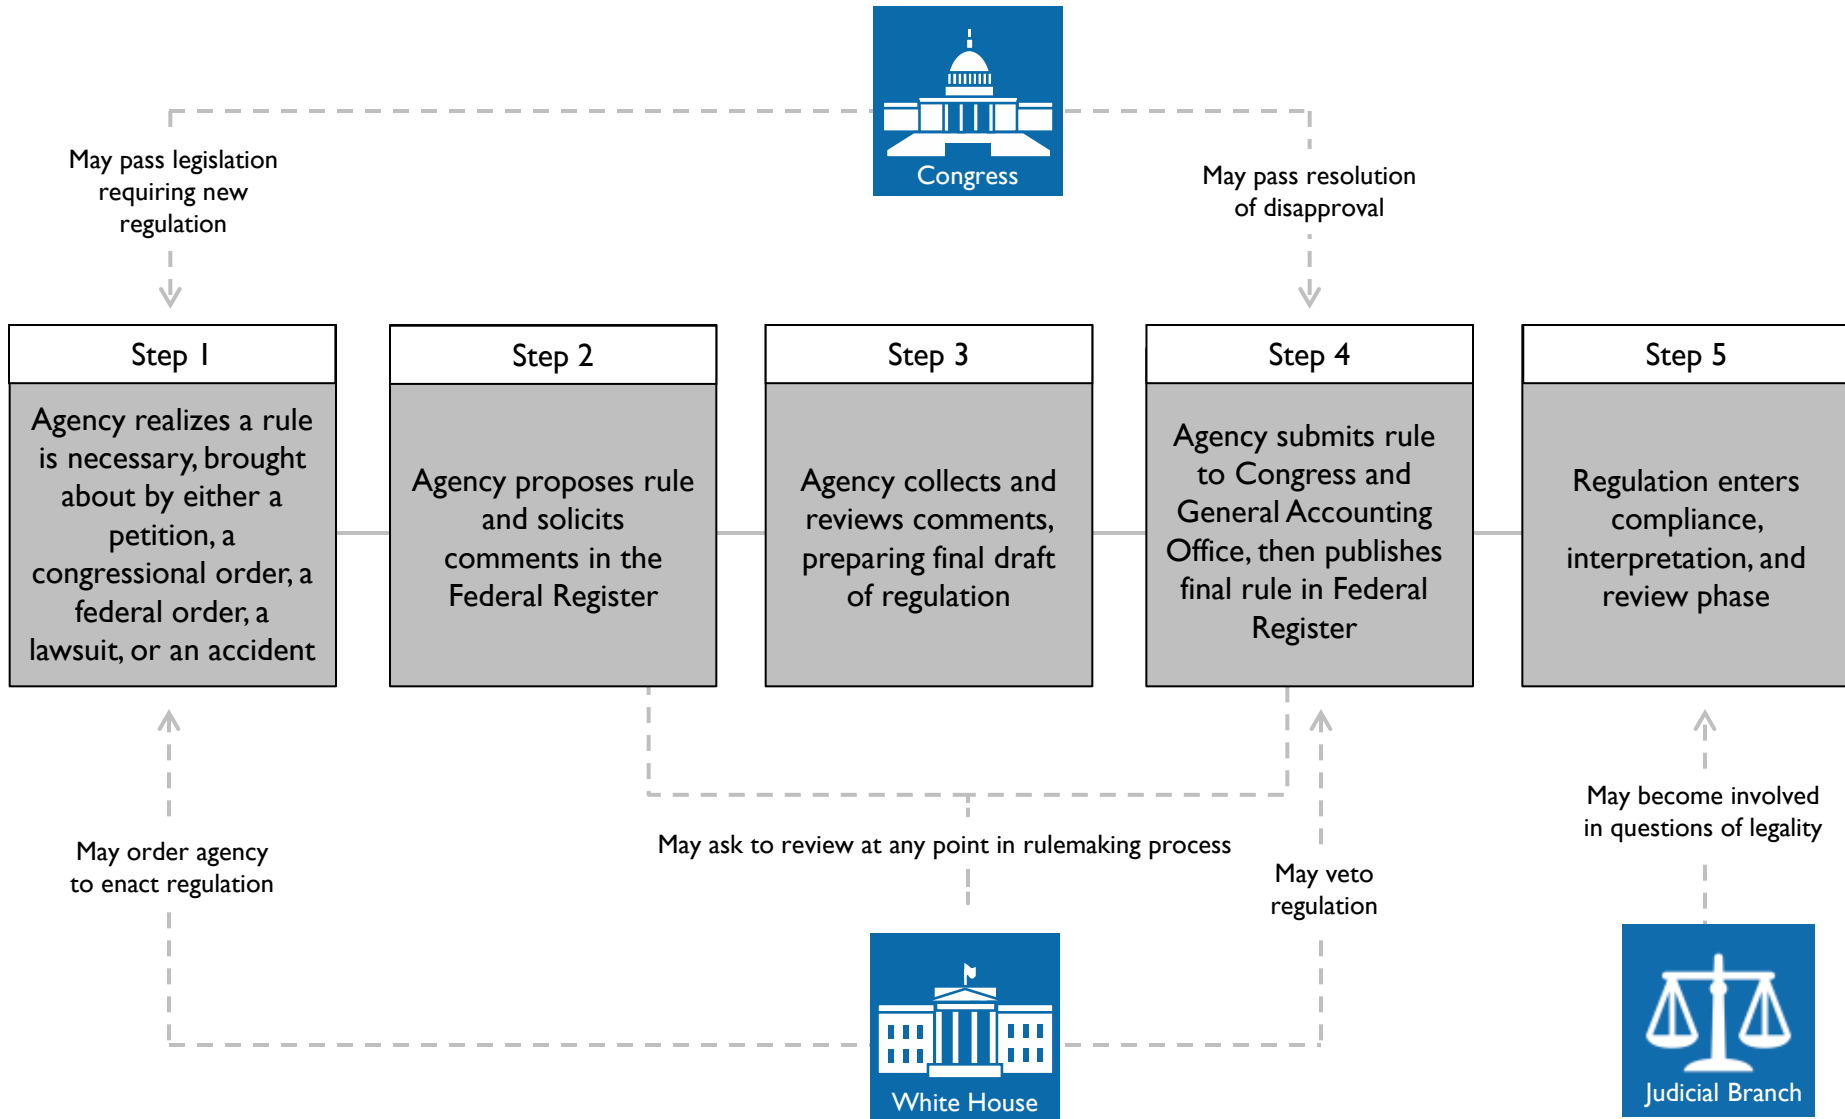 Congress
May pass legislation
requiring new
regulation
May pass resolution
of disapproval
Step 1
Agency realizes a rule
is necessary, brought
about by either a
petition, a
congressional order, a
federal order, a
lawsuit, or an accident
Step 2
Agency proposes rule
and solicits
comments in the
Federal Register
Step 3
Agency collects and
reviews comments,
preparing final draft
of regulation
Step 4
Agency submits rule
to Congress and
General Accounting
Office, then publishes
final rule in Federal
Register
Step 5
Regulation enters
compliance,
interpretation, and
review phase
May order agency
to enact regulation
May ask to review at any point in rulemaking process
May veto
regulation
May become involved
in questions of legality
White House
Judicial Branch